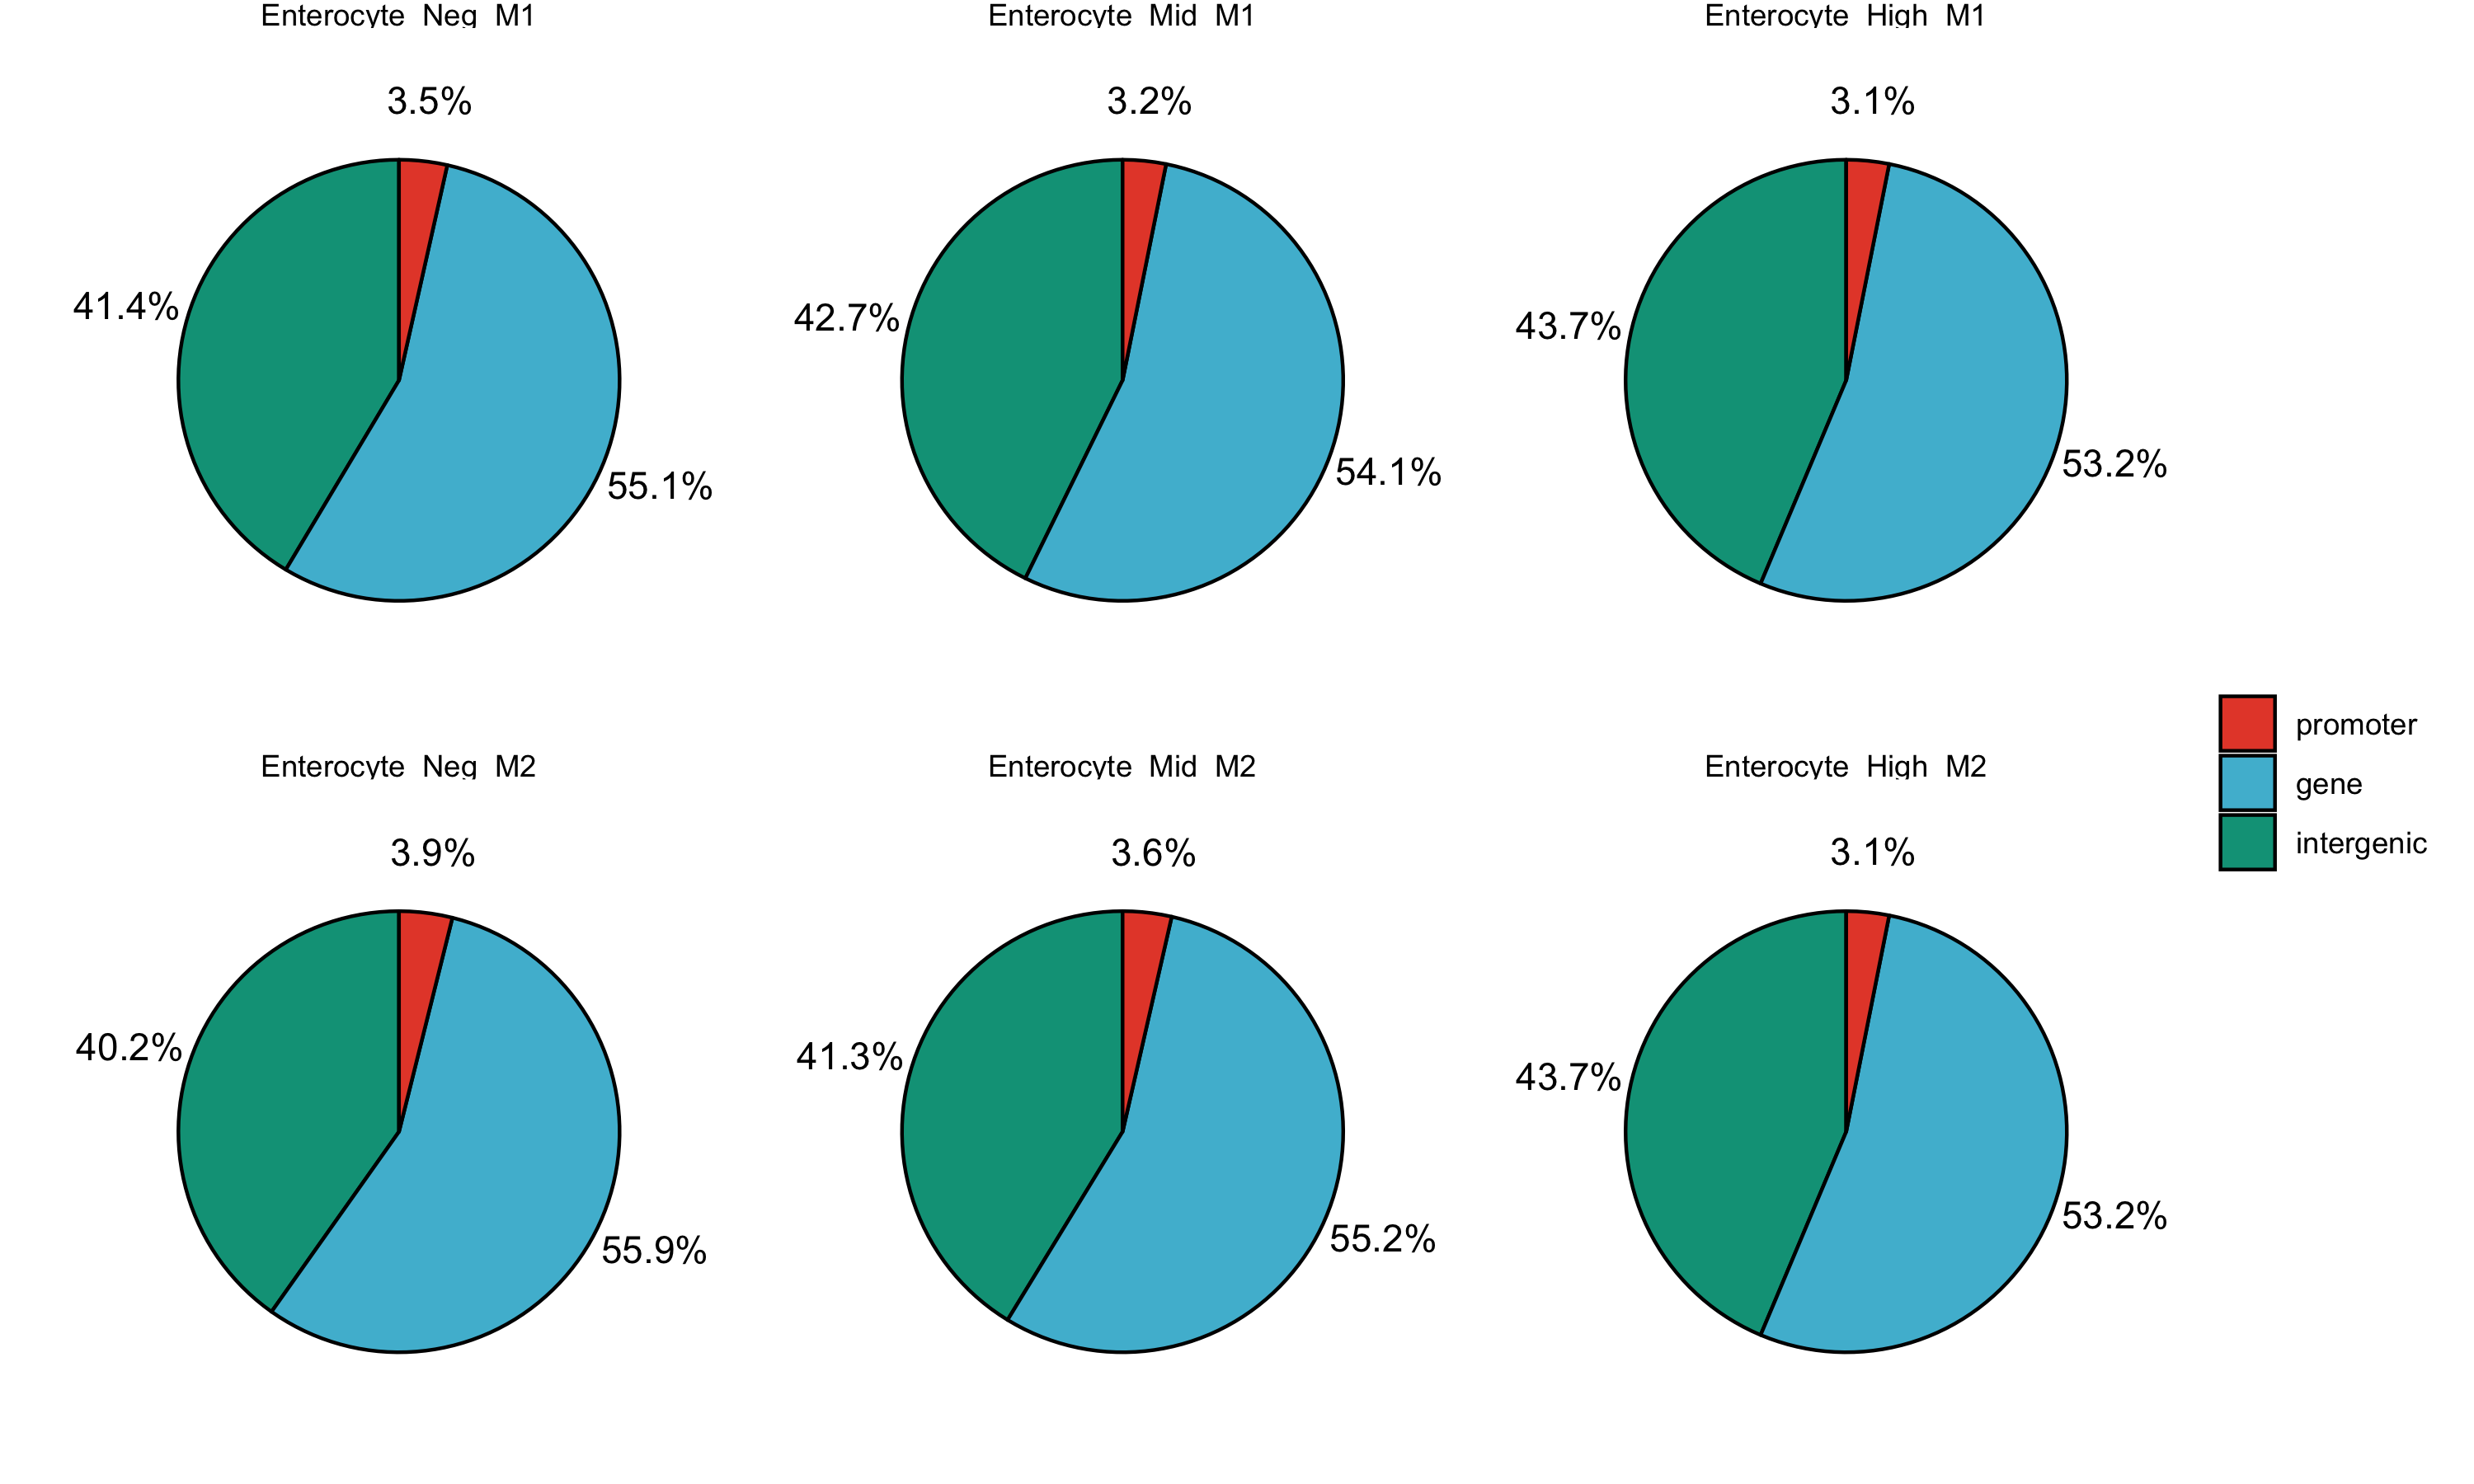 Enterocyte Neg M1
3.5%
41.4%
55.1%
Enterocyte Mid M1
3.2%
42.7%
54.1%
Enterocyte High M1
3.1%
43.7%
53.2%
Enterocyte Neg M2
3.9%
40.2%
55.9%
Enterocyte Mid M2
3.6%
41.3%
55.2%
Enterocyte High M2
3.1%
43.7%
53.2%
promoter
gene
intergenic